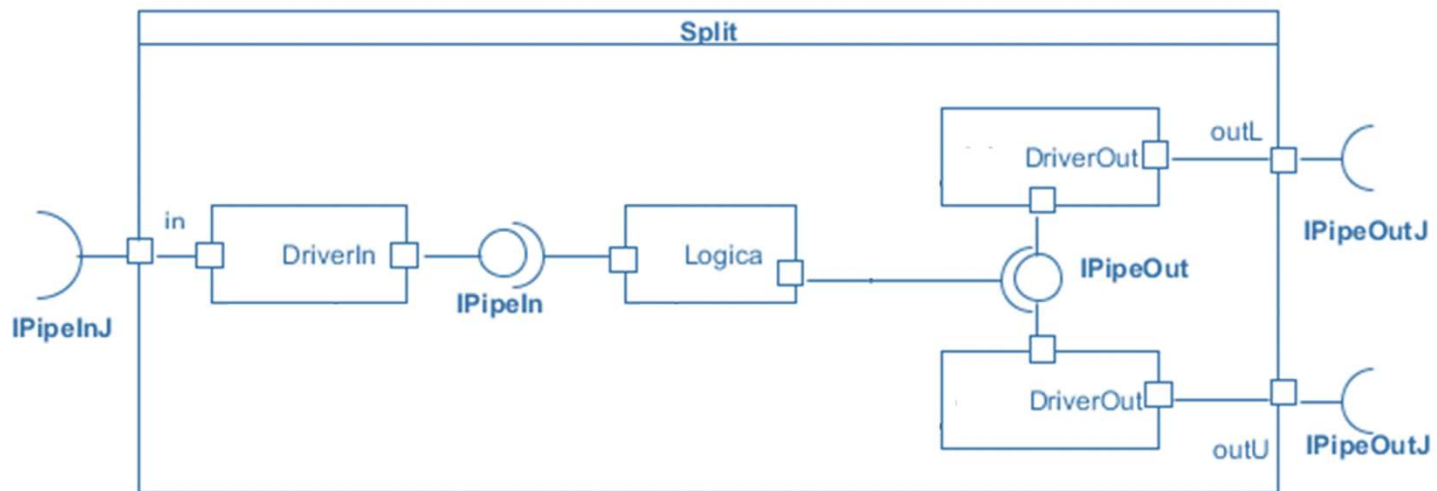 Split
outL
DriverOut
in
IPipeOutJ
DriverIn
Logica
IPipeOut
IPipeIn
IPipeInJ
DriverOut
outU
IPipeOutJ